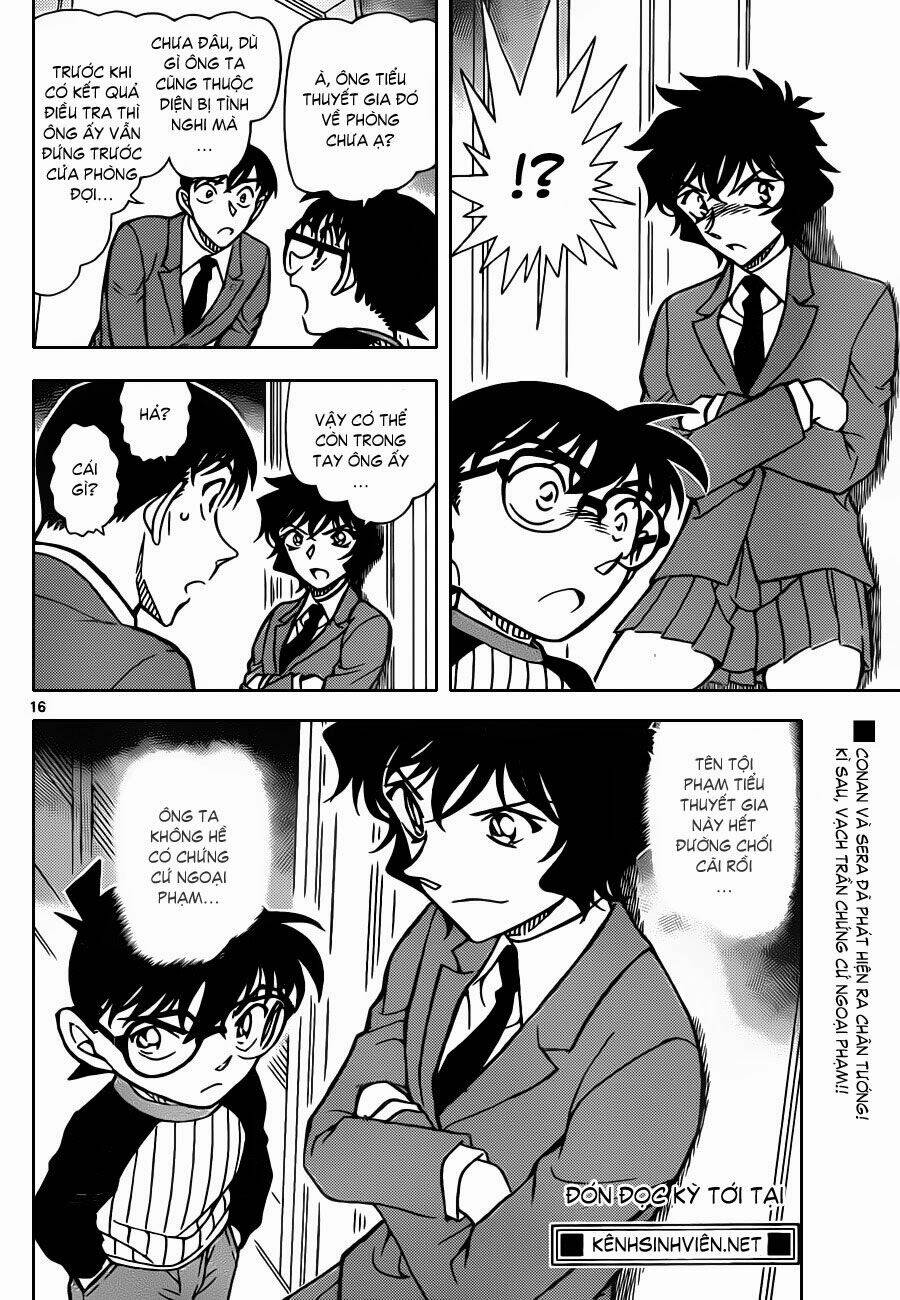 !?
À, ÔNG TIỂU
THUYẾT GIA ĐÓ
VỀ PHÒNG
CHƯA Ạ?
CHƯA ĐÂU, DÙ
GÌ ÔNG TA
CŨNG THUỘC
DIỆN BỊ TÌNH
NGHI MÀ
...
TRƯỚC KHI
CÓ KẾT QUẢ
ĐIỀU TRA THÌ
ÔNG ẤY VẪN
ĐỨNG TRƯỚC
CỬA PHÒNG
ĐỢI...
VẬY CÓ THỂ
CÒN TRONG
TAY ÔNG ẤY
...
HẢ?
CÁI
GÌ?
16
TÊN TỘI
PHẠM TIỂU
THUYẾT GIA
NÀY HẾT
ĐƯỜNG CHỐI
CÃI RỒI
...
ÔNG TA
KHÔNG HỀ
CÓ CHỨNG
CỨ NGOẠI
PHẠM...
CONAN VÀ SERA ĐÃ PHÁT HIỆN RA CHÂN TƯỚNG!
KÌ SAU, VẠCH TRẦN CHỨNG CỨ NGOẠI PHẠM!!
ĐÓN ĐỌC KỲ TỚI TẠI
KÊNHSINHVIÊN.NET